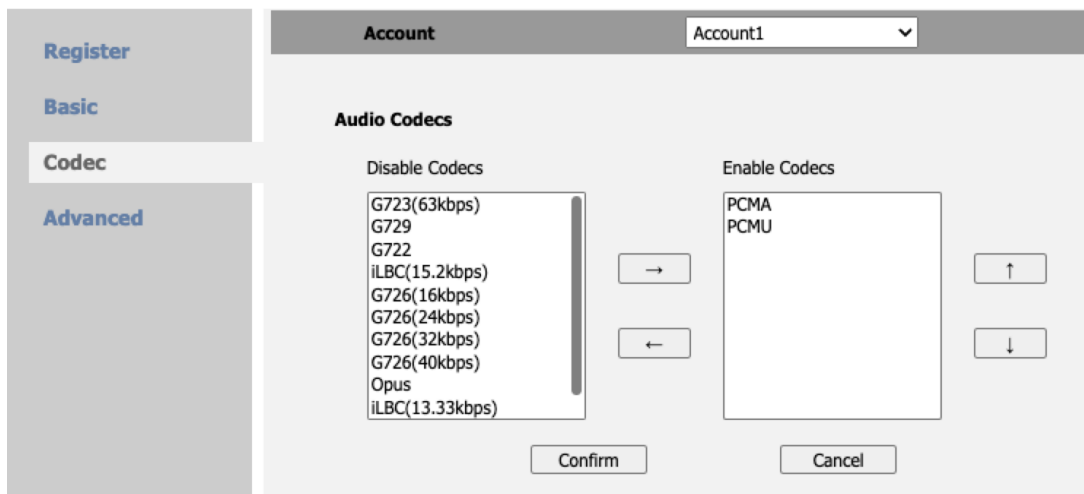 Account
Account1
Register
Basic
Codec
Advanced
Audio Codecs
Disable Codecs
G723(63kbps)
G729
G722
iLBC(15.2kbps)
G726(16kbps)
G726(24kbps)
G726(32kbps)
G726(40kbps)
Opus
iLBC(13.33kbps)
→
←
Enable Codecs
PCMA
PCMU
↑
↓
Confirm
Cancel